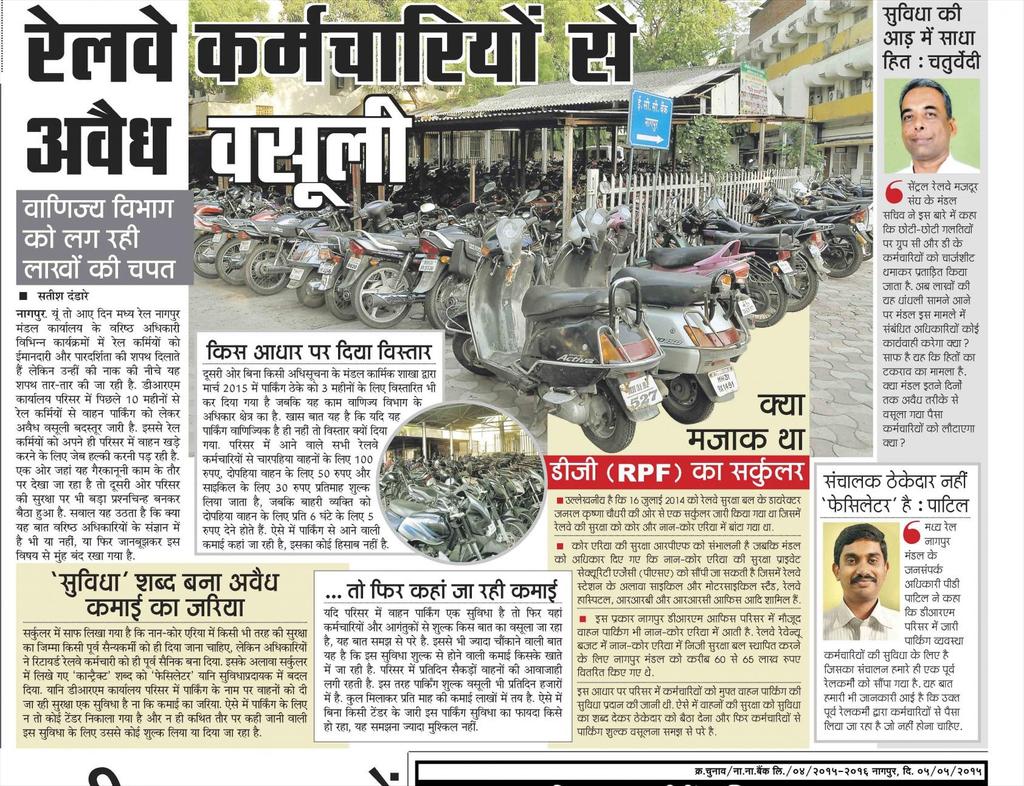 रेलवे कर्मचारियों से
अवैध वसूली
वाणिज्य विभाग
को लग रही
लाखों की चपत
■ सतीश दंडारे
नागपुर. यूं तो आए दिन मध्य रेल नागपुर
मंडल कार्यालय के वरिष्ठ अधिकारी
विभिन्न कार्यक्रमों में रेल कर्मियों को
ईमानदारी और पारदर्शिता की शपथ दिलाते
हैं लेकिन उन्हीं की नाक की नीचे यह
शपथ तार-तार की जा रही है. डीआरएम
कार्यालय परिसर में पिछले 10 महीनों से
रेल कर्मियों से वाहन पार्किंग को लेकर
अवैध वसूली बदस्तूर जारी है. इससे रेल
कर्मियों को अपने ही परिसर में वाहन खड़े
करने के लिए जेब हल्की करनी पड़ रही है.
एक ओर जहां यह गैरकानूनी काम के तौर
पर देखा जा रहा है तो दूसरी ओर परिसर
की सुरक्षा पर भी बड़ा प्रश्नचिन्ह बनकर
बैठा हुआ है. सवाल यह उठता है कि क्या
यह बात वरिष्ठ अधिकारियों के संज्ञान में
है भी या नहीं, या फिर जानबूझकर इस
विषय से मुंह बंद रखा गया है.
किस आधार पर दिया विस्तार
दूसरी ओर बिना किसी अधिसूचना के मंडल कार्मिक शाखा द्वारा
मार्च 2015 में पार्किंग ठेके को 3 महीनों के लिए विस्तारित भी
कर दिया गया है जबकि यह काम वाणिज्य विभाग के
अधिकार क्षेत्र का है. खास बात यह है कि यदि यह
पार्किंग वाणिज्यिक है ही नहीं तो विस्तार क्यों दिया
गया. परिसर में आने वाले सभी रेलवे
कर्मचारियों से चारपहिया वाहनों के लिए 100
रुपए, दोपहिया वाहन के लिए 50 रुपए और
साइकिल के लिए 30 रुपए प्रतिमाह शुल्क
लिया जाता है, जबकि बाहरी व्यक्ति को
दोपहिया वाहन के लिए प्रति 6 घंटे के लिए 5
रुपए देने होते हैं. ऐसे में पार्किंग से आने वाली
कमाई कहां जा रही है, इसका कोई हिसाब नहीं है.
'सुविधा' शब्द बना अवैध
कमाई का जरिया
सर्कुलर में साफ लिखा गया है कि नान-कोर एरिया में किसी भी तरह की सुरक्षा
का जिम्मा किसी पूर्व सैन्यकर्मी को ही दिया जाना चाहिए, लेकिन अधिकारियों
ने रिटायर्ड रेलवे कर्मचारी को ही पूर्व सैनिक बना दिया. इसके अलावा सर्कुलर
में लिखे गए 'कान्ट्रैक्ट' शब्द को 'फेसिलेटर' यानि सुविधाप्रदायक में बदल
दिया. यानि डीआरएम कार्यालय परिसर में पार्किंग के नाम पर वाहनों को दी
जा रही सुरक्षा एक सुविधा है ना कि कमाई का जरिया. ऐसे में पार्किंग के लिए
न तो कोई टेंडर निकाला गया है और न ही कथित तौर पर कही जानी वाली
इस सुविधा के लिए उससे कोई शुल्क लिया या दिया जा रहा है.
... तो फिर कहां जा रही कमाई
यदि परिसर में वाहन पार्किंग एक सुविधा है तो फिर यहां
कर्मचारियों और आगंतुकों से शुल्क किस बात का वसूला जा रहा
है, यह बात समझ से परे है. इससे भी ज्यादा चौंकाने वाली बात
यह है कि इस सुविधा शुल्क से होने वाली कमाई किसके खाते
में जा रही है. परिसर में प्रतिदिन सैकड़ों वाहनों की आवाजाही
लगी रहती है. इस तरह पार्किंग शुल्क वसूली भी प्रतिदिन हजारों
में है. कुल मिलाकर प्रति माह की कमाई लाखों में तय है. ऐसे में
बिना किसी टेंडर के जारी इस पार्किंग सुविधा का फायदा किसे
हो रहा, यह समझना ज्यादा मुश्किल नहीं.
ई.सी.सी. बैंक
नागपुर
Activa
527
क्या
मजाक था
डीजी (RPF) का सर्कुलर
■ उल्लेखनीय है कि 16 जुलाई 2014 को रेलवे सुरक्षा बल के डायरेक्टर
जनरल कृष्णा चौधरी की ओर से एक सर्कुलर जारी किया गया था जिसमें
रेलवे की सुरक्षा को कोर और नान-कोर एरिया में बांटा गया था.
■ कोर एरिया की सुरक्षा आरपीएफ को संभालनी है जबकि मंडल
को अधिकार दिए गए कि नान-कोर एरिया की सुरक्षा प्राइवेट
सेक्यूरिटी एजेंसी (पीएसए) को सौंपी जा सकती है जिसमें रेलवे
स्टेशन के अलावा साइकिल और मोटरसाइकिल स्टैंड, रेलवे
हास्पिटल, आरआरबी और आरआरसी आफिस आदि शामिल हैं.
■ इस प्रकार नागपुर डीआरएम आफिस परिसर में मौजूद
वाहन पार्किंग भी नान-कोर एरिया में आती है. रेलवे रेवेन्यू
बजट में नान-कोर एरिया में निजी सुरक्षा बल स्थापित करने
के लिए नागपुर मंडल को करीब 60 से 65 लाख रुपए
वितरित किए गए थे.
इस आधार पर परिसर में कर्मचारियों को मुफ्त वाहन पार्किंग की
सुविधा प्रदान की जानी थी. ऐसे में वाहनों की सुरक्षा को सुविधा
का शब्द देकर ठेकेदार को बैठा देना और फिर कर्मचारियों से
पार्किंग शुल्क वसूलना समझ से परे है.
सुविधा की
आड़ में साधा
हित : चतुर्वेदी
सेंट्रल रेलवे मजदूर
संघ के मंडल
सचिव ने इस बारे में कहा
कि छोटी-छोटी गलतियों
पर ग्रुप सी और डी के
कर्मचारियों को चार्जशीट
थमाकर प्रताड़ित किया
जाता है. अब लाखों की
यह धांधली सामने आने
पर मंडल इस मामले में
संबंधित अधिकारियों कोई
कार्यवाही करेगा क्या ?
साफ है यह कि हितों का
टकराव का मामला है.
क्या मंडल इतने दिनों
तक अवैध तरीके से
वसूला गया पैसा
कर्मचारियों को लौटाएगा
क्या ?
संचालक ठेकेदार नहीं
'फेसिलेटर' है : पाटिल
मध्य रेल
नागपुर
मंडल के
जनसंपर्क
अधिकारी पीडी
पाटिल ने कहा
कि डीआरएम
परिसर में जारी
पार्किंग व्यवस्था
कर्मचारियों की सुविधा के लिए है
जिसका संचालन हमारे ही एक पूर्व
रेलकर्मी को सौंपा गया है. यह बात
हमारी भी जानकारी आई है कि उक्त
पूर्व रेलकर्मी द्वारा कर्मचारियों से पैसा
लिया जा रहा है जो नहीं होना चाहिए.
क्र.चुनाव/ना.ना.बैंक लि./०४/२०१५-२०१६ नागपुर, दि. ०५/०५/२०१५